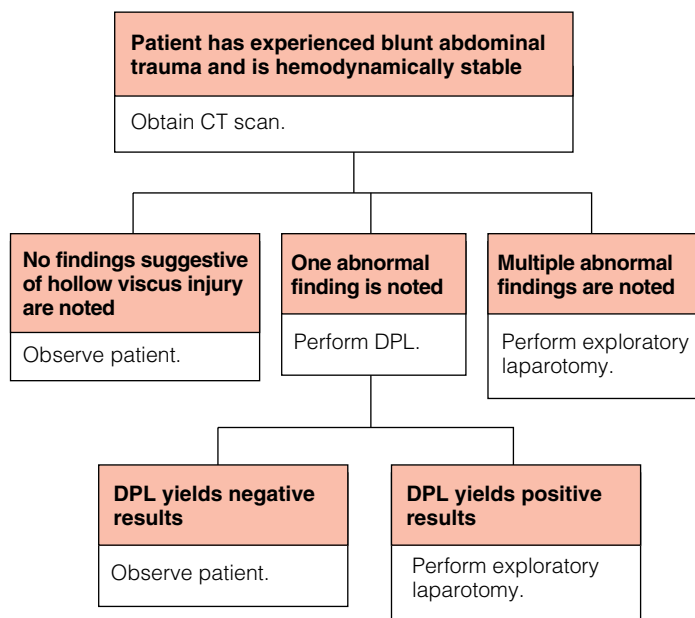 Patient has experienced blunt abdominal
trauma and is hemodynamically stable
Obtain CT scan.
No findings suggestive
of hollow viscus injury
are noted
Observe patient.
One abnormal
finding is noted
Perform DPL.
Multiple abnormal
findings are noted
Perform exploratory
laparotomy.
DPL yields negative
results
Observe patient.
DPL yields positive
results
Perform exploratory
laparotomy.